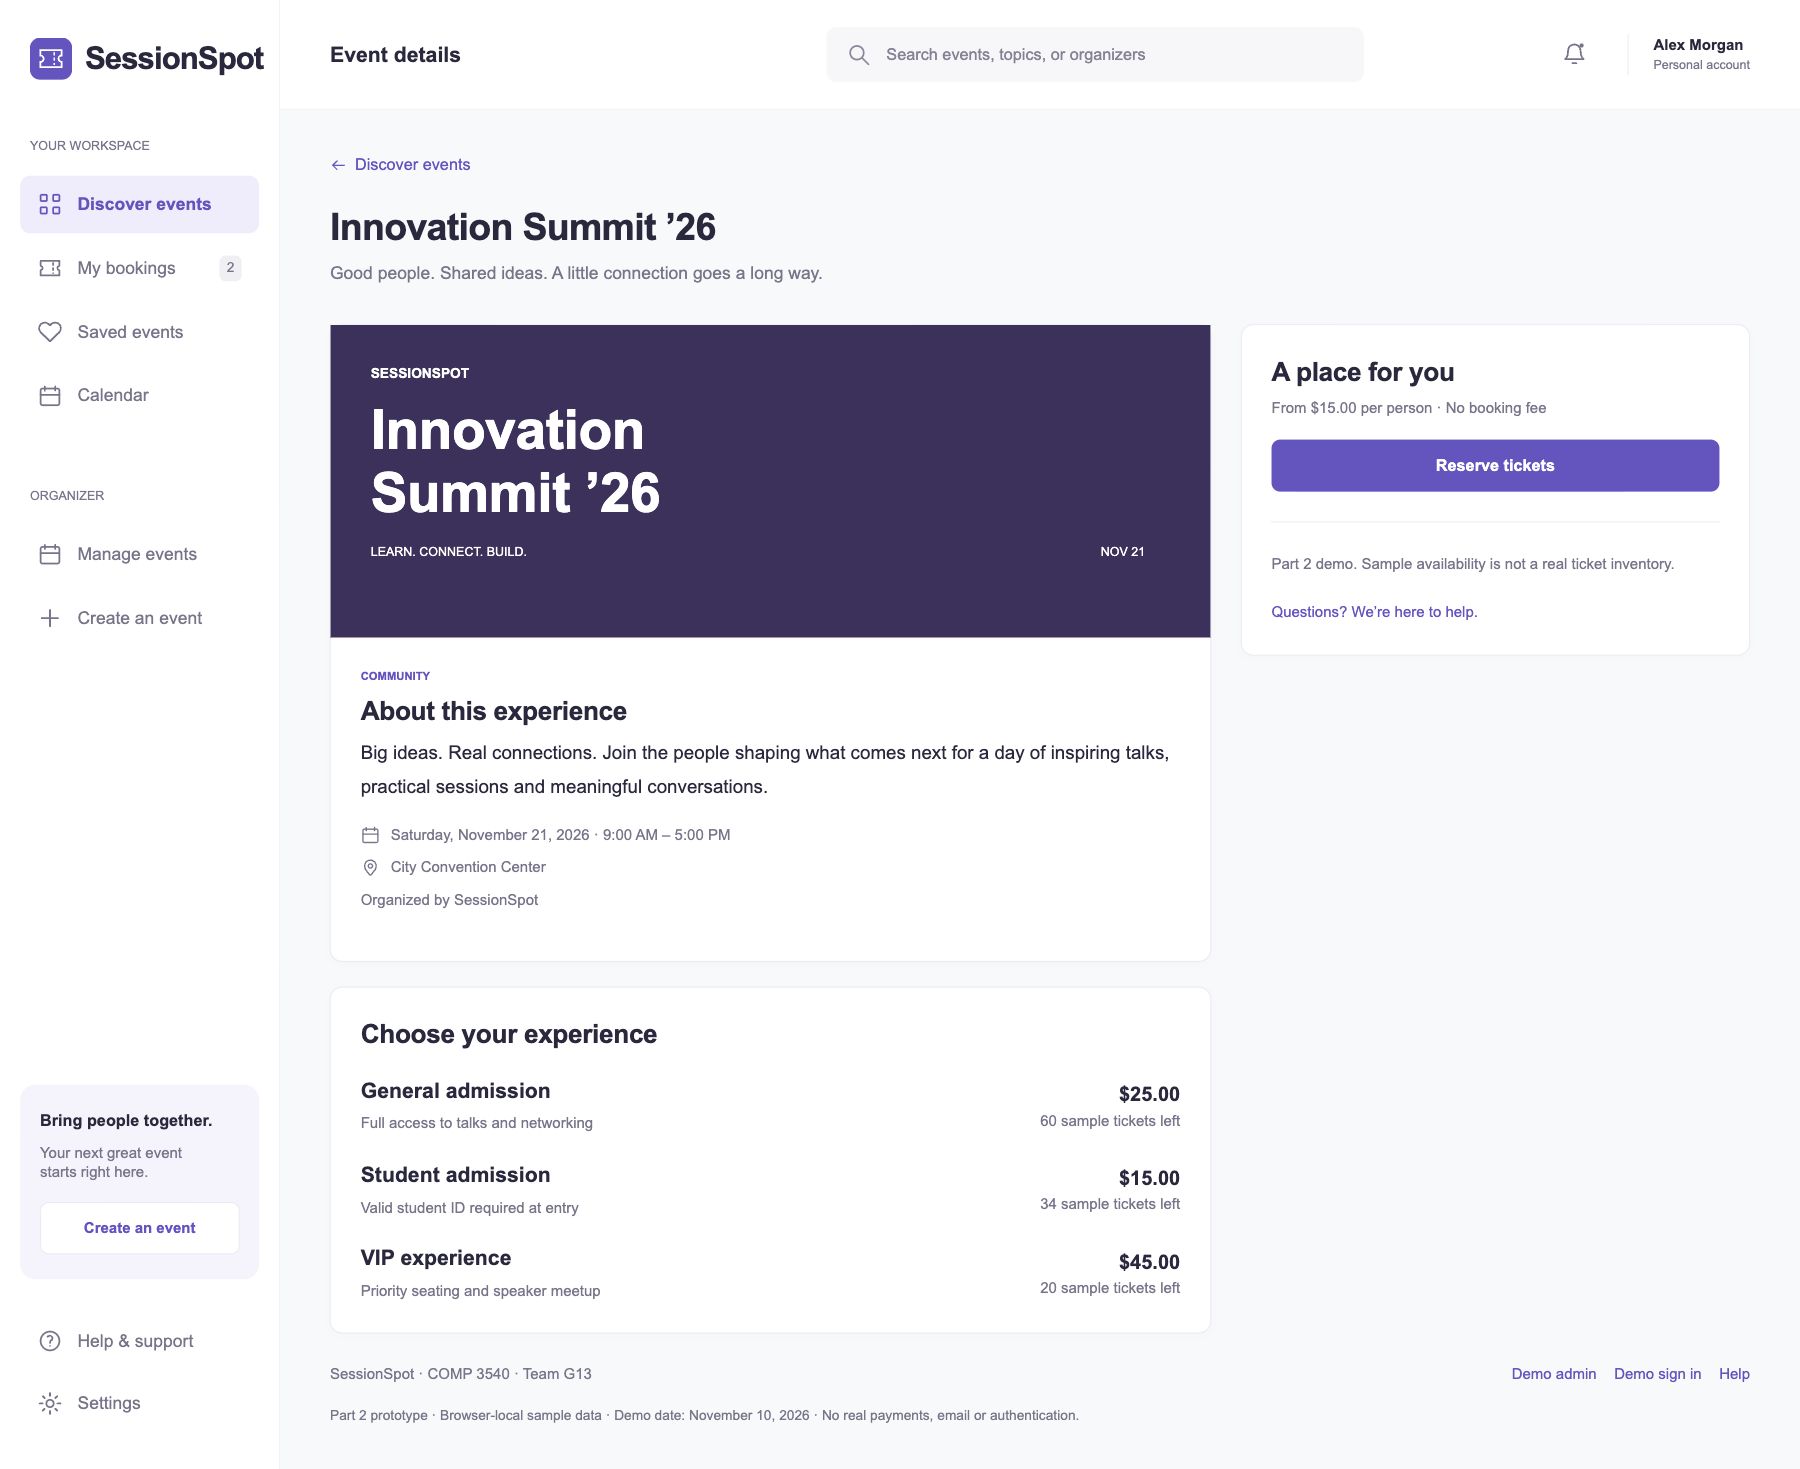 SessionSpot
YOUR WORKSPACE
Discover events
My bookings 2
Saved events
Calendar
ORGANIZER
Manage events
Create an event
Bring people together.
Your next great event
starts right here.
Create an event
Help & support
Settings
Event details
Search events, topics, or organizers
Alex Morgan
Personal account
← Discover events
Innovation Summit ’26
Good people. Shared ideas. A little connection goes a long way.
SESSIONSPOT
Innovation
Summit ’26
LEARN. CONNECT. BUILD. NOV 21
COMMUNITY
About this experience
Big ideas. Real connections. Join the people shaping what comes next for a day of inspiring talks,
practical sessions and meaningful conversations.
Saturday, November 21, 2026 · 9:00 AM – 5:00 PM
City Convention Center
Organized by SessionSpot
A place for you
From $15.00 per person · No booking fee
Reserve tickets
Part 2 demo. Sample availability is not a real ticket inventory.
Questions? We’re here to help.
Choose your experience
General admission $25.00
Full access to talks and networking 60 sample tickets left
Student admission $15.00
Valid student ID required at entry 34 sample tickets left
VIP experience $45.00
Priority seating and speaker meetup 20 sample tickets left
SessionSpot · COMP 3540 · Team G13
Demo admin Demo sign in Help
Part 2 prototype · Browser-local sample data · Demo date: November 10, 2026 · No real payments, email or authentication.